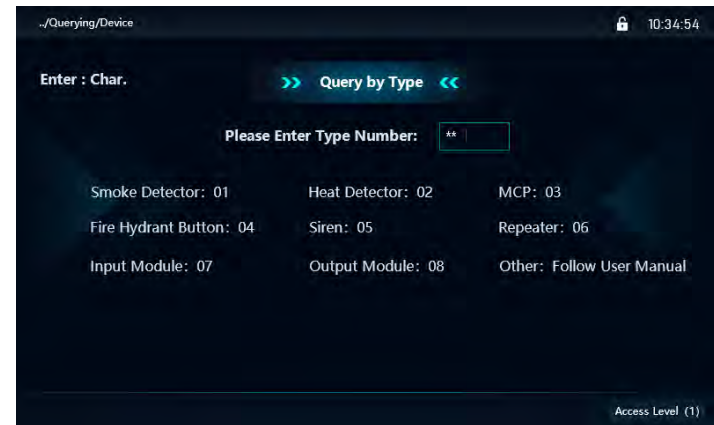 ../Querying/Device 10:34:54
Enter : Char. >> Query by Type <<
Please Enter Type Number: **
Smoke Detector: 01 Heat Detector: 02 MCP: 03
Fire Hydrant Button: 04 Siren: 05 Repeater: 06
Input Module: 07 Output Module: 08 Other: Follow User Manual
Access Level (1)